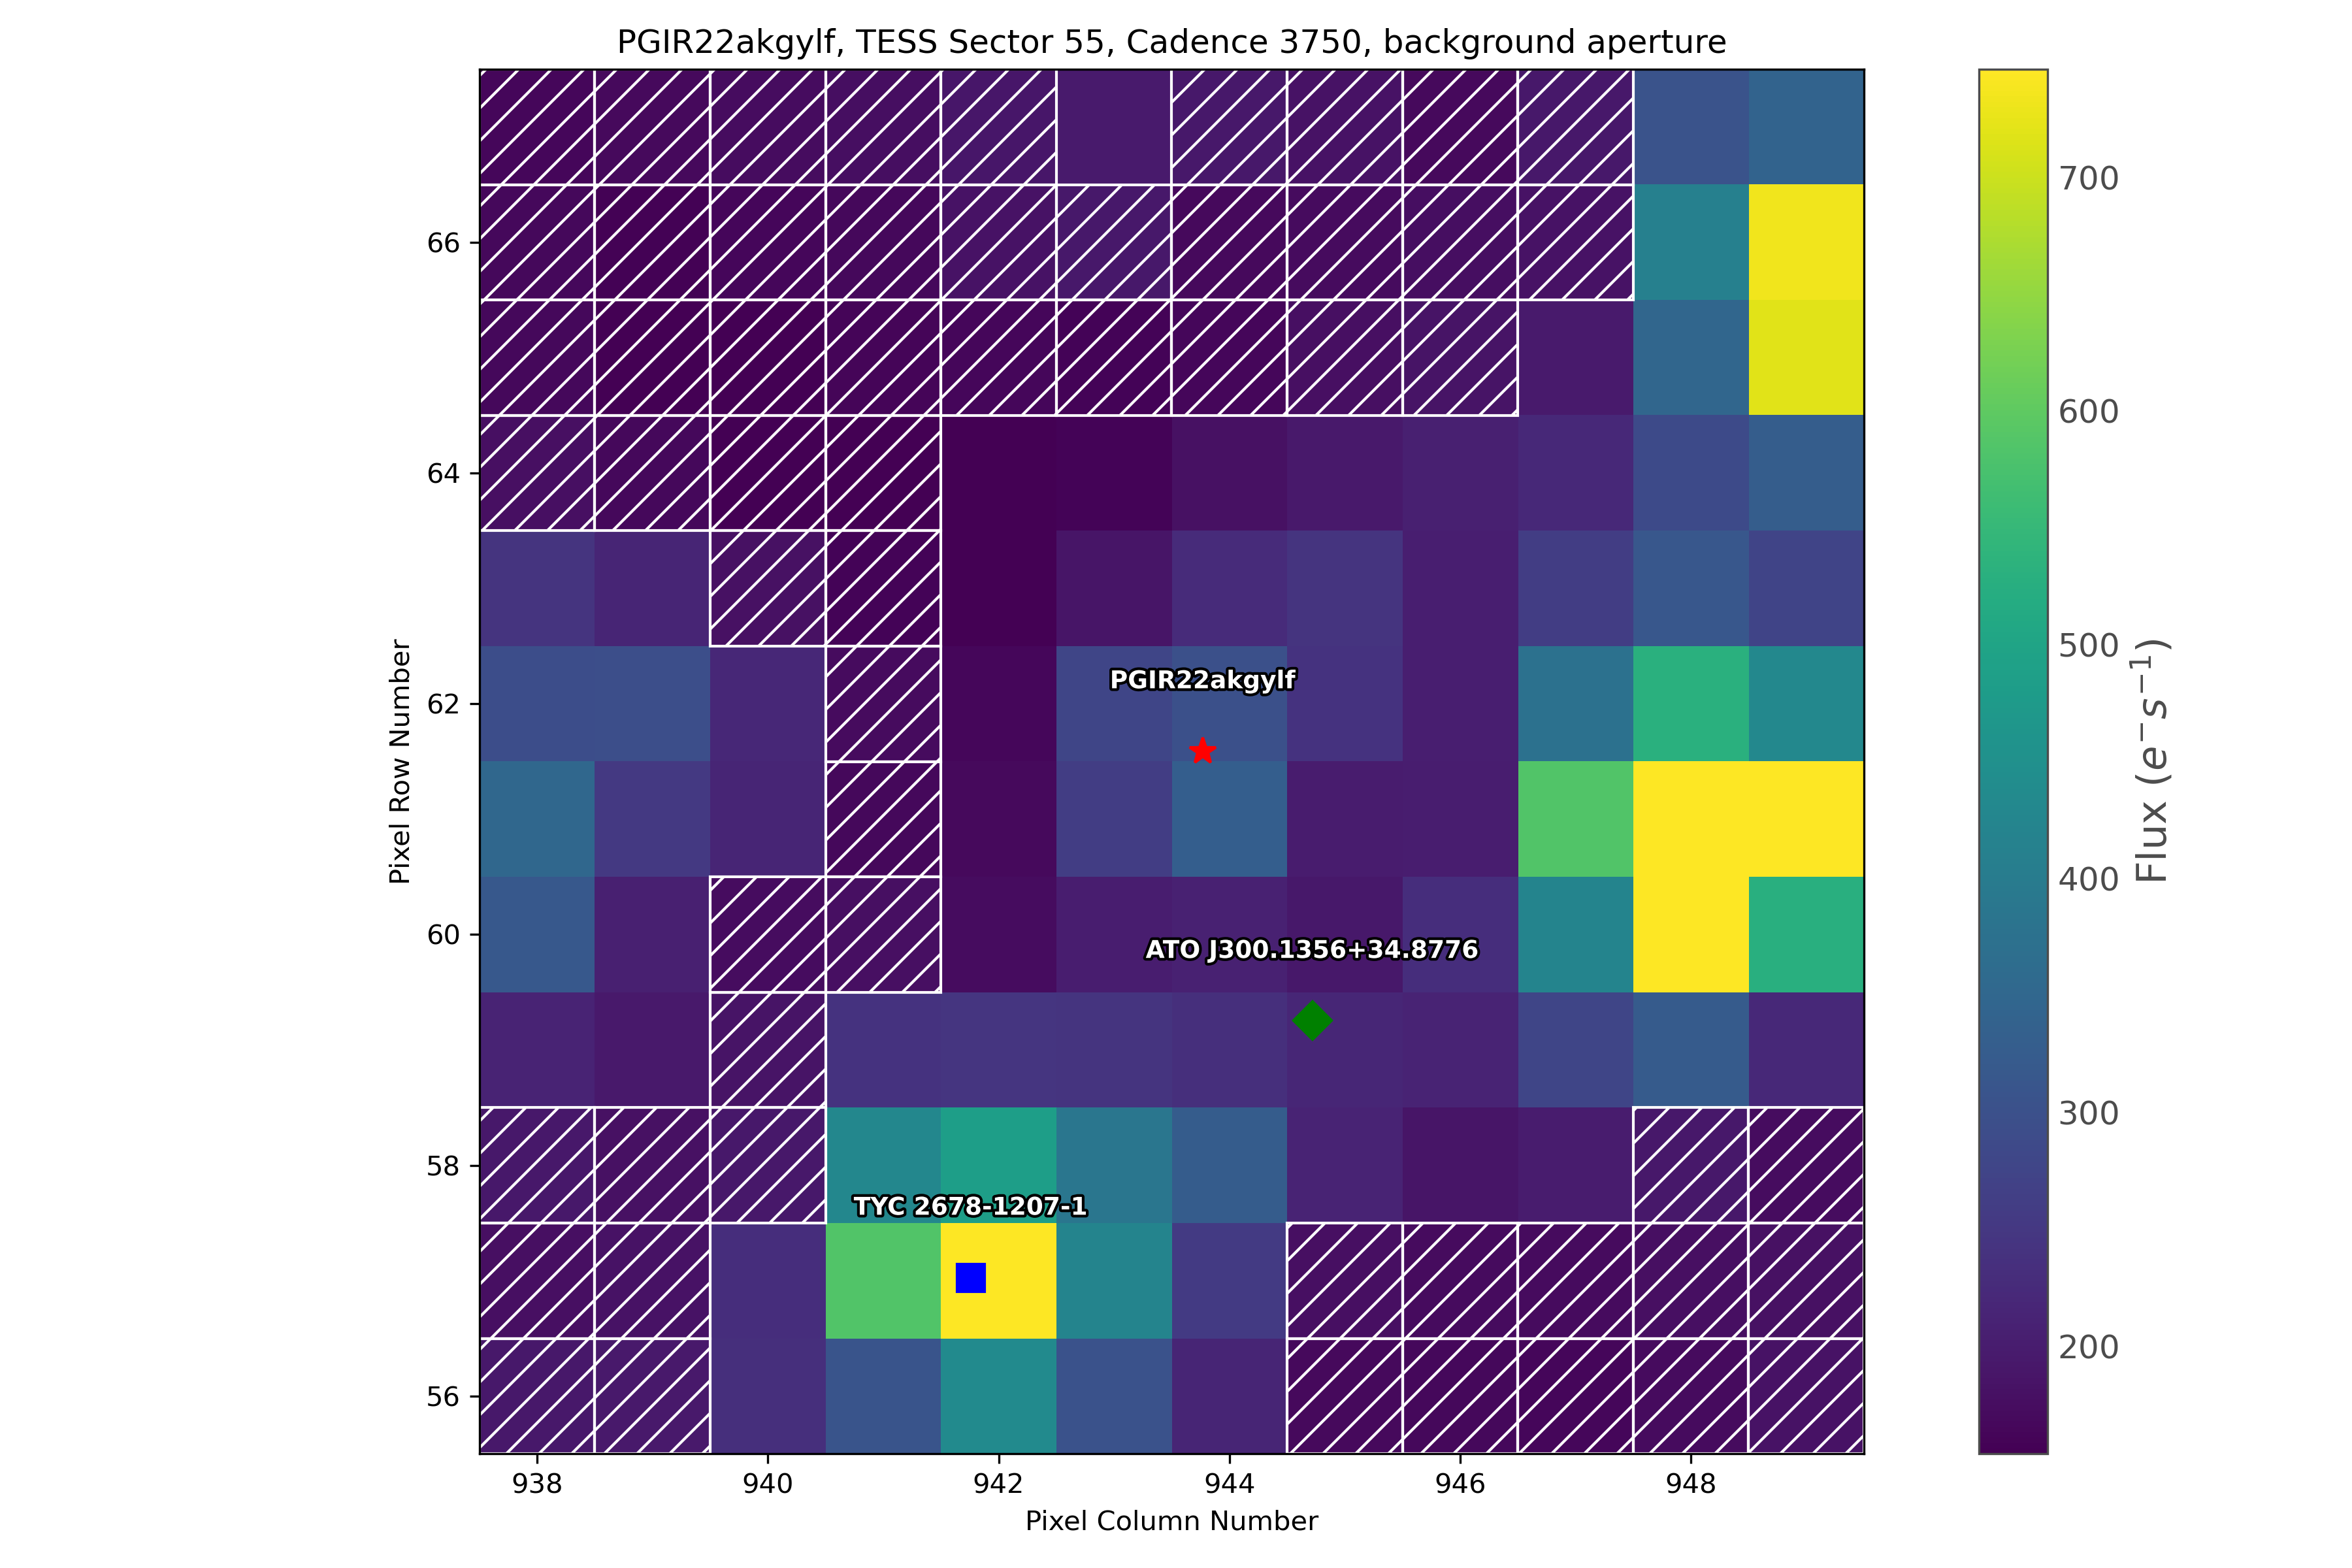 PGIR22akgylf, TESS Sector 55, Cadence 3750, background aperture
66
64
62
60
58
56
Pixel Row Number
PGIR22akgylf
ATO J300.1356+34.8776
TYC 2678-1207-1
938 940 942 944 946 948
Pixel Column Number
700
600
500
400
300
200
Flux (e⁻s⁻¹)